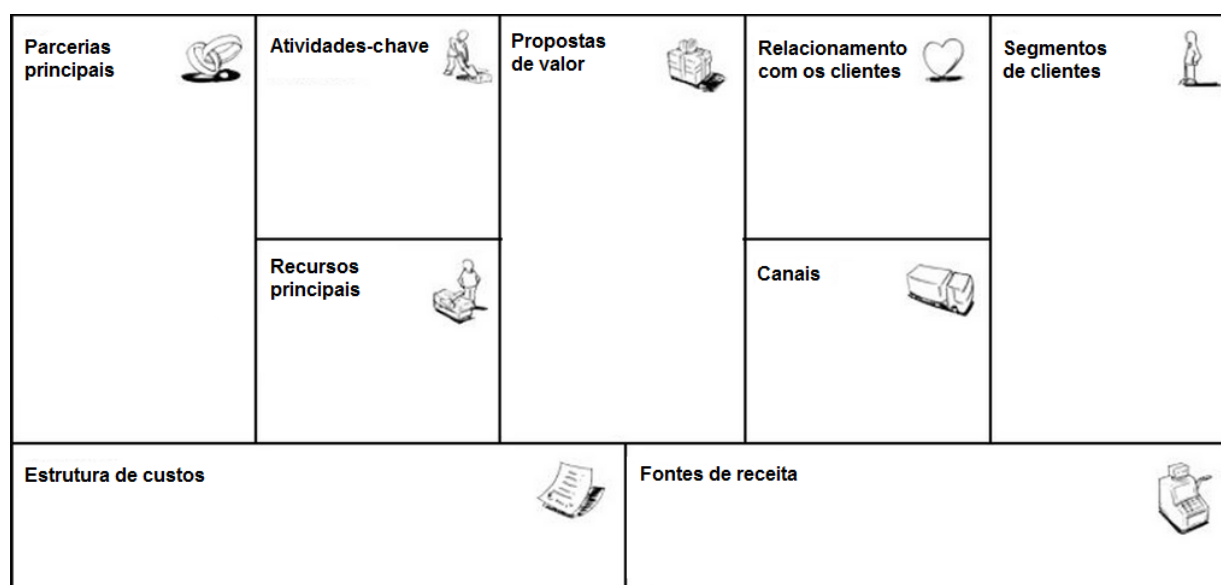 Parcerias
principais
Atividades-chave
Propostas
de valor
Relacionamento
com os clientes
Segmentos
de clientes
Recursos
principais
Canais
Estrutura de custos
Fontes de receita